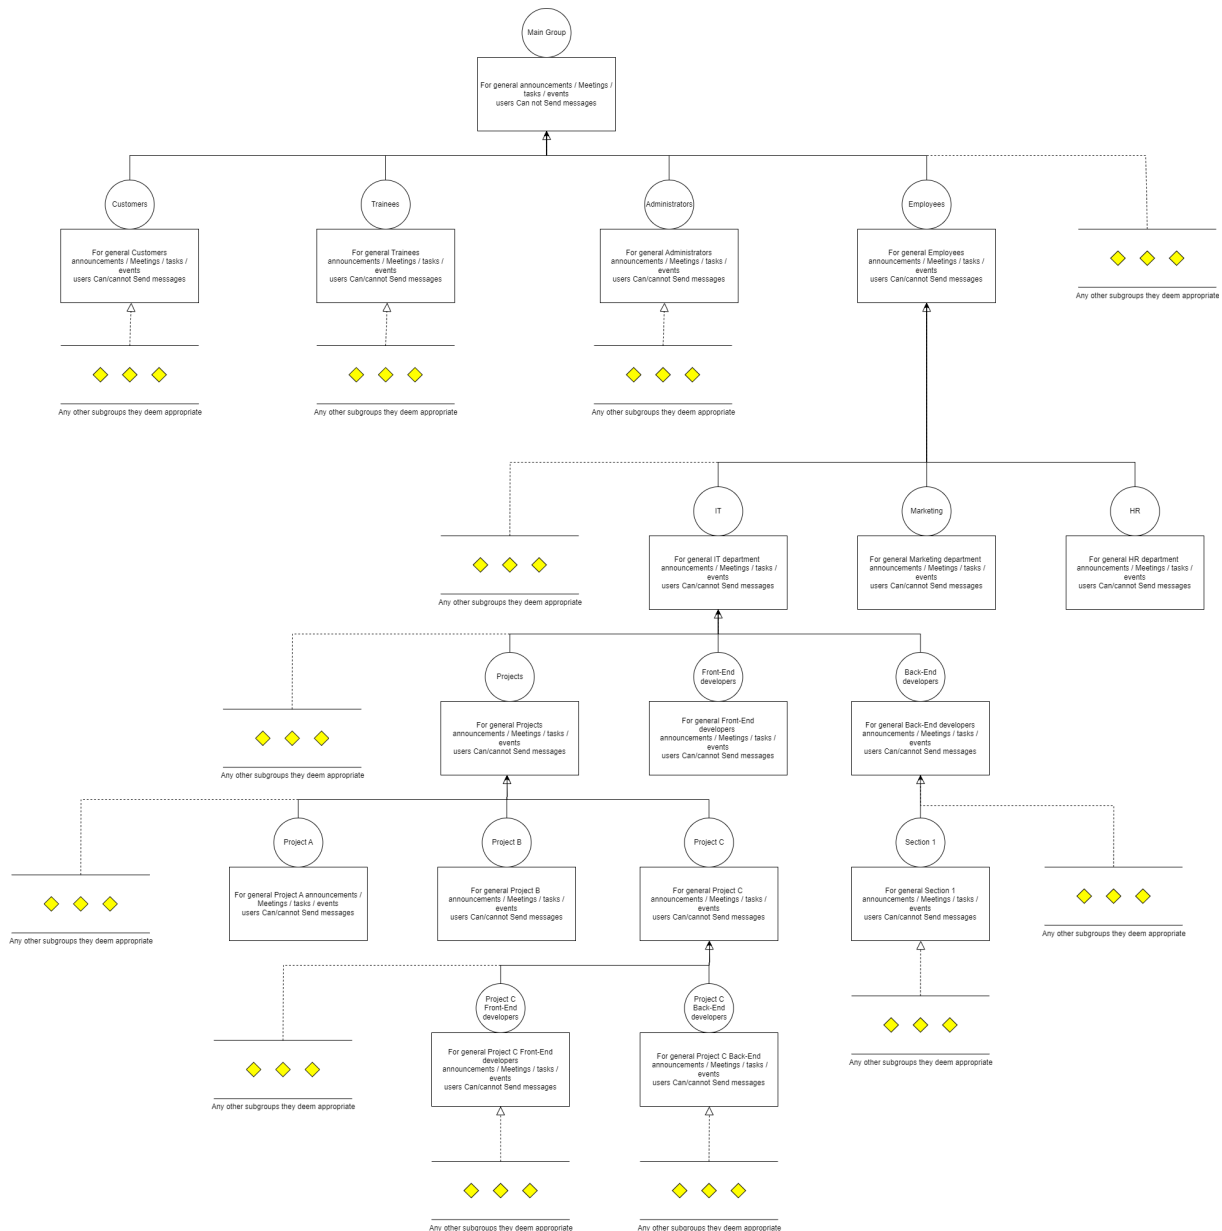 Main Group
For general announcements / Meetings /
tasks / events
users Can not Send messages
Customers
Trainees
Administrators
Employees
For general Customers
announcements / Meetings / tasks /
events
users Can/cannot Send messages
For general Trainees
announcements / Meetings / tasks /
events
users Can/cannot Send messages
For general Administrators
announcements / Meetings / tasks /
events
users Can/cannot Send messages
For general Employees
announcements / Meetings / tasks /
events
users Can/cannot Send messages
Any other subgroups they deem appropriate
Any other subgroups they deem appropriate
Any other subgroups they deem appropriate
Any other subgroups they deem appropriate
IT
Marketing
HR
For general IT department
announcements / Meetings / tasks /
events
users Can/cannot Send messages
For general Marketing department
announcements / Meetings / tasks /
events
users Can/cannot Send messages
For general HR department
announcements / Meetings / tasks /
events
users Can/cannot Send messages
Any other subgroups they deem appropriate
Projects
Front-End
developers
Back-End
developers
For general Projects
announcements / Meetings / tasks /
events
users Can/cannot Send messages
For general Front-End
developers
announcements / Meetings / tasks /
events
users Can/cannot Send messages
For general Back-End developers
announcements / Meetings / tasks /
events
users Can/cannot Send messages
Any other subgroups they deem appropriate
Project A
Project B
Project C
Section 1
For general Project A announcements /
Meetings / tasks / events
users Can/cannot Send messages
For general Project B
announcements / Meetings / tasks /
events
users Can/cannot Send messages
For general Project C
announcements / Meetings / tasks /
events
users Can/cannot Send messages
For general Section 1
announcements / Meetings / tasks /
events
users Can/cannot Send messages
Any other subgroups they deem appropriate
Any other subgroups they deem appropriate
Project C
Front-End
developers
Project C
Back-End
developers
For general Project C Front-End
developers
announcements / Meetings / tasks /
events
users Can/cannot Send messages
For general Project C Back-End
announcements / Meetings / tasks /
events
users Can/cannot Send messages
Any other subgroups they deem appropriate
Any other subgroups they deem appropriate
Any other subgroups they deem appropriate
Any other subgroups they deem appropriate